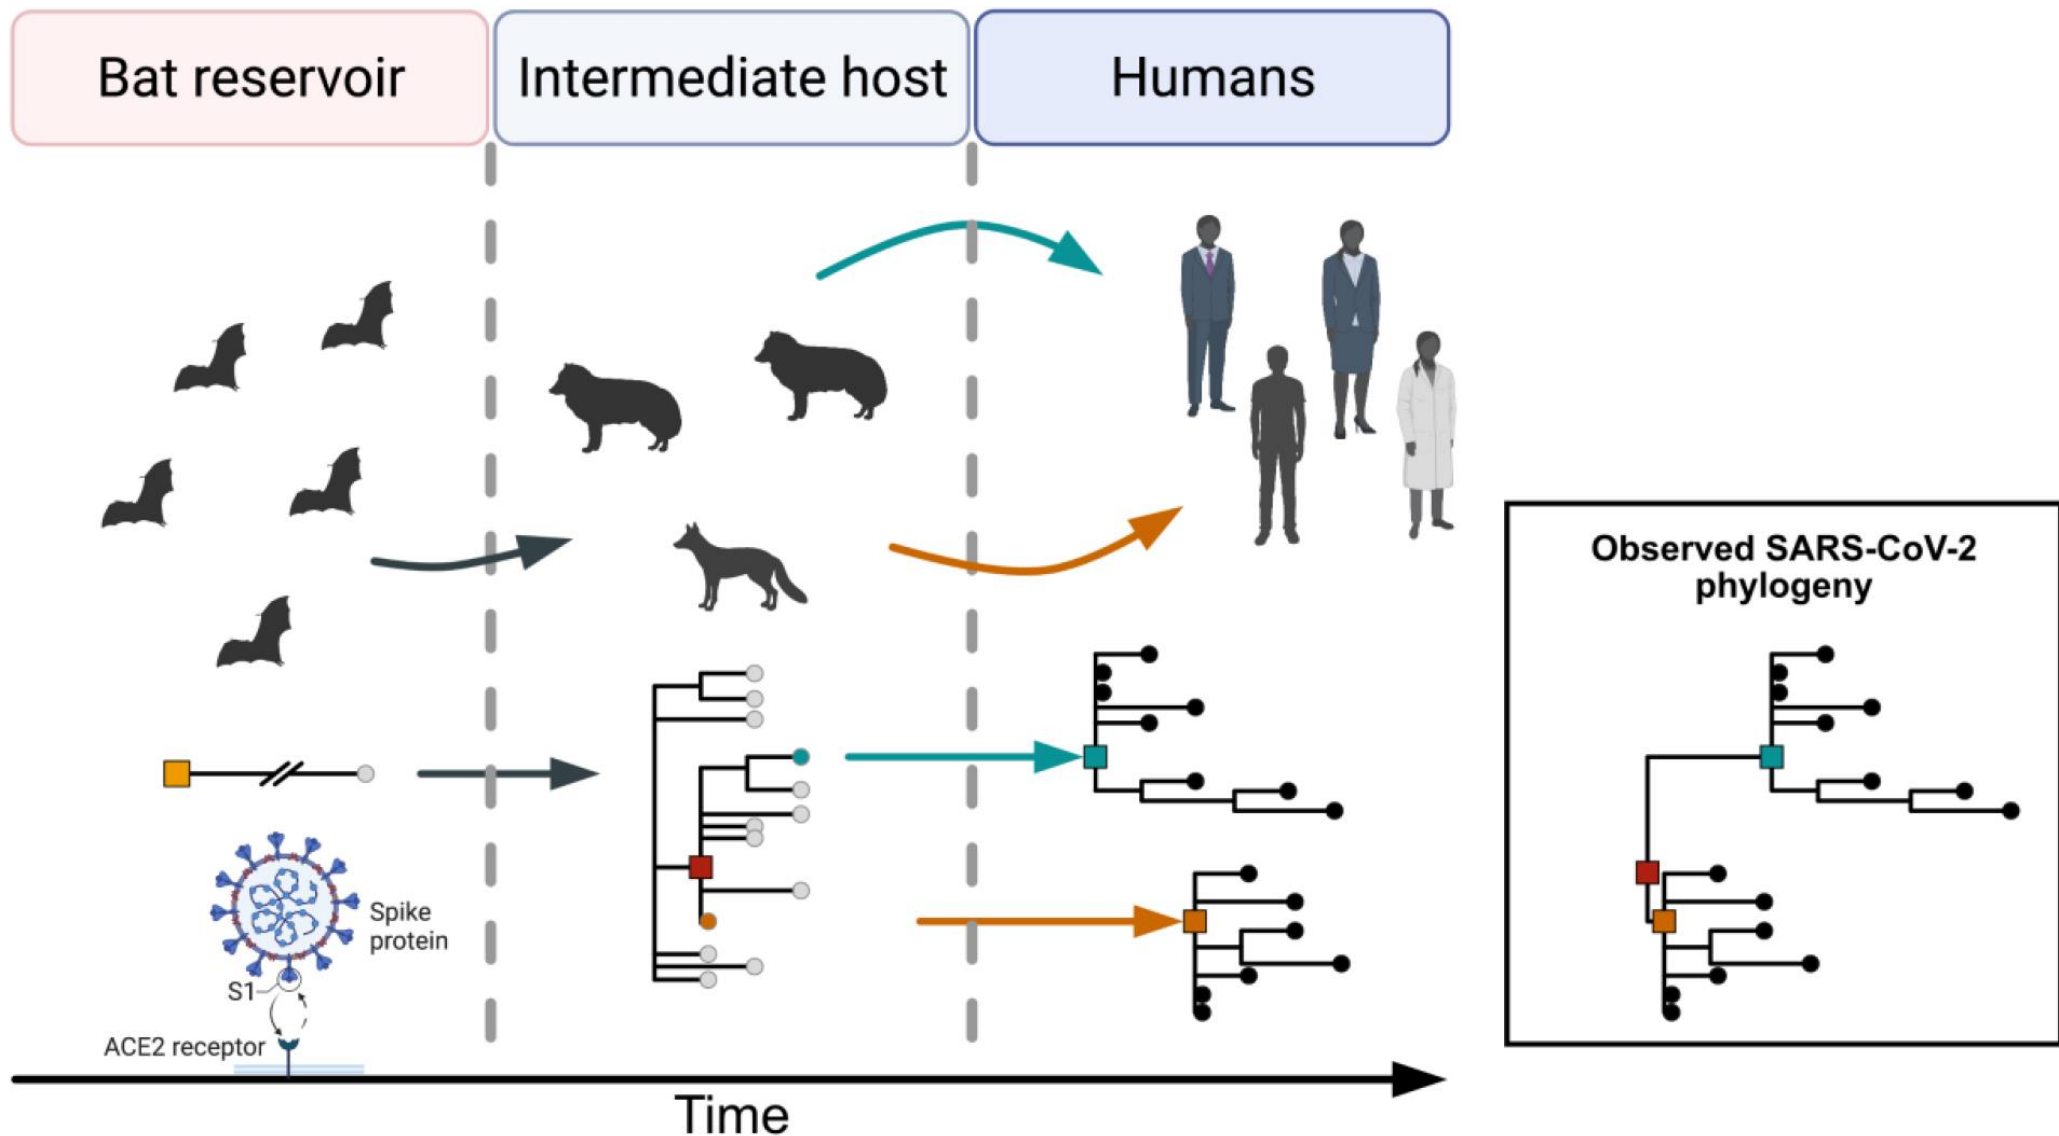 Bat reservoir
Intermediate host
Humans
Observed SARS-CoV-2
phylogeny
Spike
protein
S1
ACE2 receptor
Time